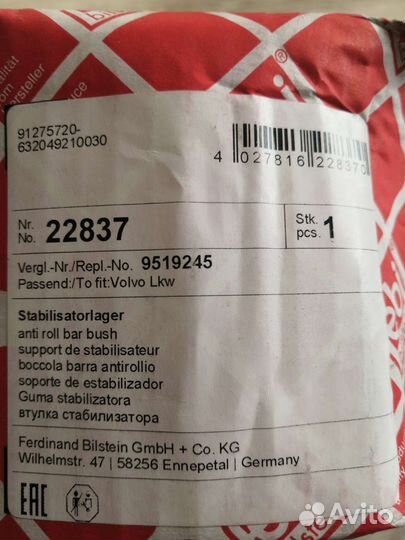 91275720-
632049210030
4 027816 228370
Nr.
No. 22837
Stk.
pcs. 1
Vergl.-Nr./Repl.-No. 9519245
Passend:/To fit:Volvo Lkw
Stabilisatorlager
anti roll bar bush
support de stabilisateur
boccola barra antirollio
soporte de estabilizador
Guma stabilizatora
втулка стабилизатора
Ferdinand Bilstein GmbH + Co. KG
Wilhelmstr. 47 | 58256 Ennepetal | Germany
EAC
Avito